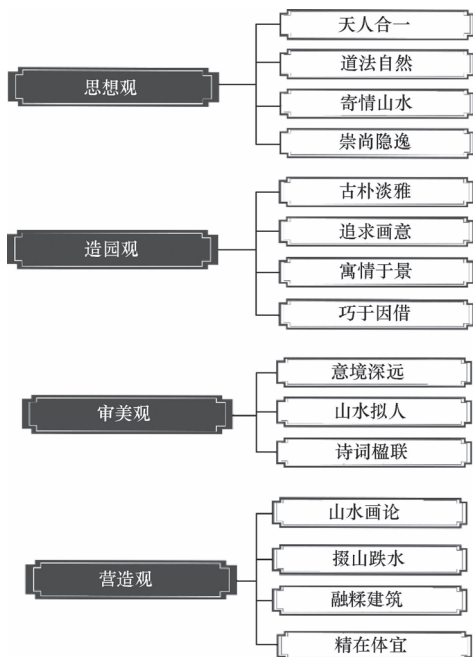 思想观
天人合一
道法自然
寄情山水
崇尚隐逸
造园观
古朴淡雅
追求画意
寓情于景
巧于因借
审美观
意境深远
山水拟人
诗词楹联
营造观
山水画论
掇山跌水
融糅建筑
精在体宜